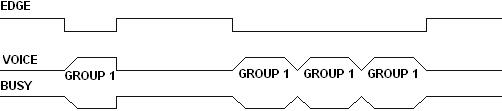 EDGE
VOICE
GROUP 1 GROUP 1 GROUP 1 GROUP 1
BUSY